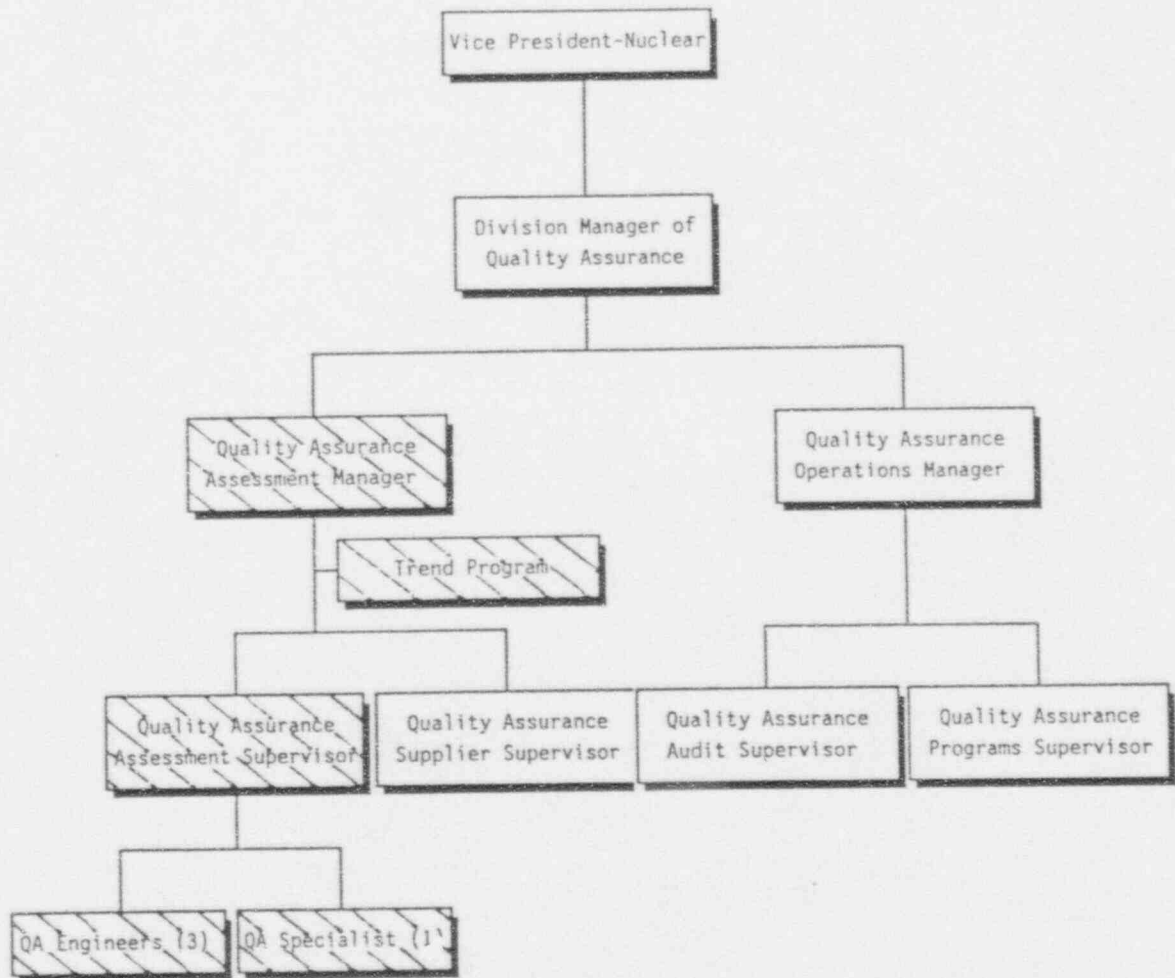 Vice President-Nuclear
Division Manager of
Quality Assurance
Quality Assurance
Assessment Manager
Quality Assurance
Operations Manager
Trend Program
Quality Assurance
Assessment Supervisor
Quality Assurance
Supplier Supervisor
Quality Assurance
Audit Supervisor
Quality Assurance
Programs Supervisor
QA Engineers (3)
QA Specialist (1)